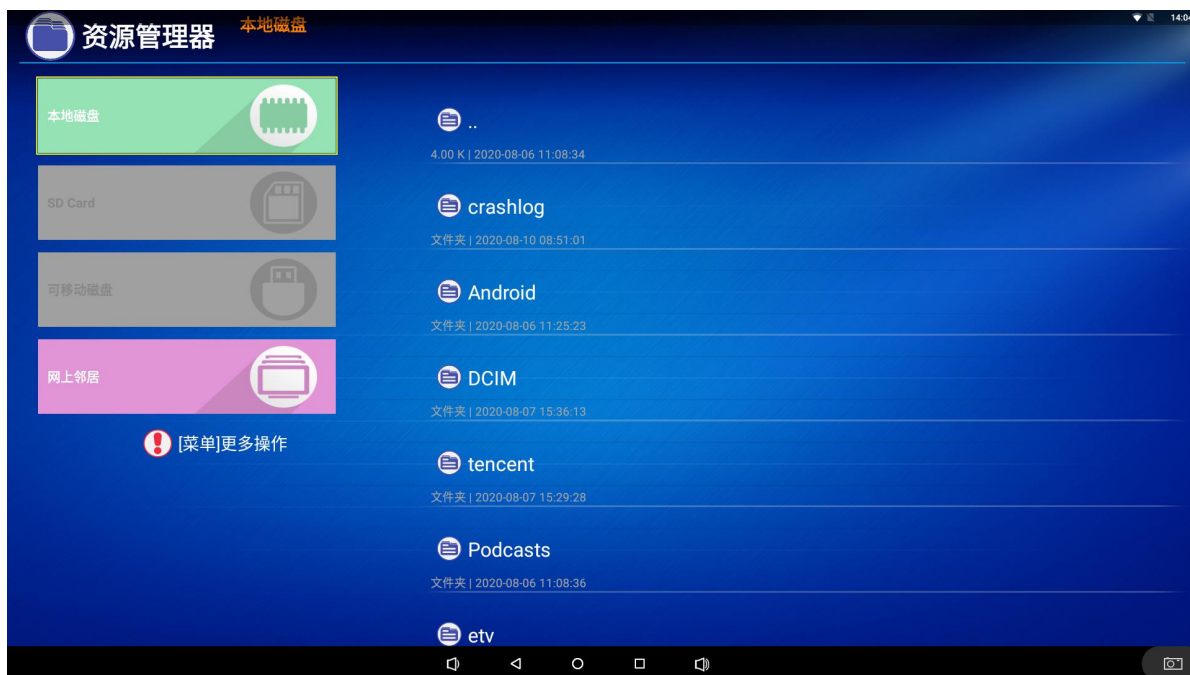 资源管理器
本地磁盘
14:04
本地磁盘
SD Card
可移动磁盘
网上邻居
[菜单]更多操作
..
4.00 K | 2020-08-06 11:08:34
crashlog
文件夹 | 2020-08-10 08:51:01
Android
文件夹 | 2020-08-06 11:25:23
DCIM
文件夹 | 2020-08-07 15:36:13
tencent
文件夹 | 2020-08-07 15:29:28
Podcasts
文件夹 | 2020-08-06 11:08:36
etv